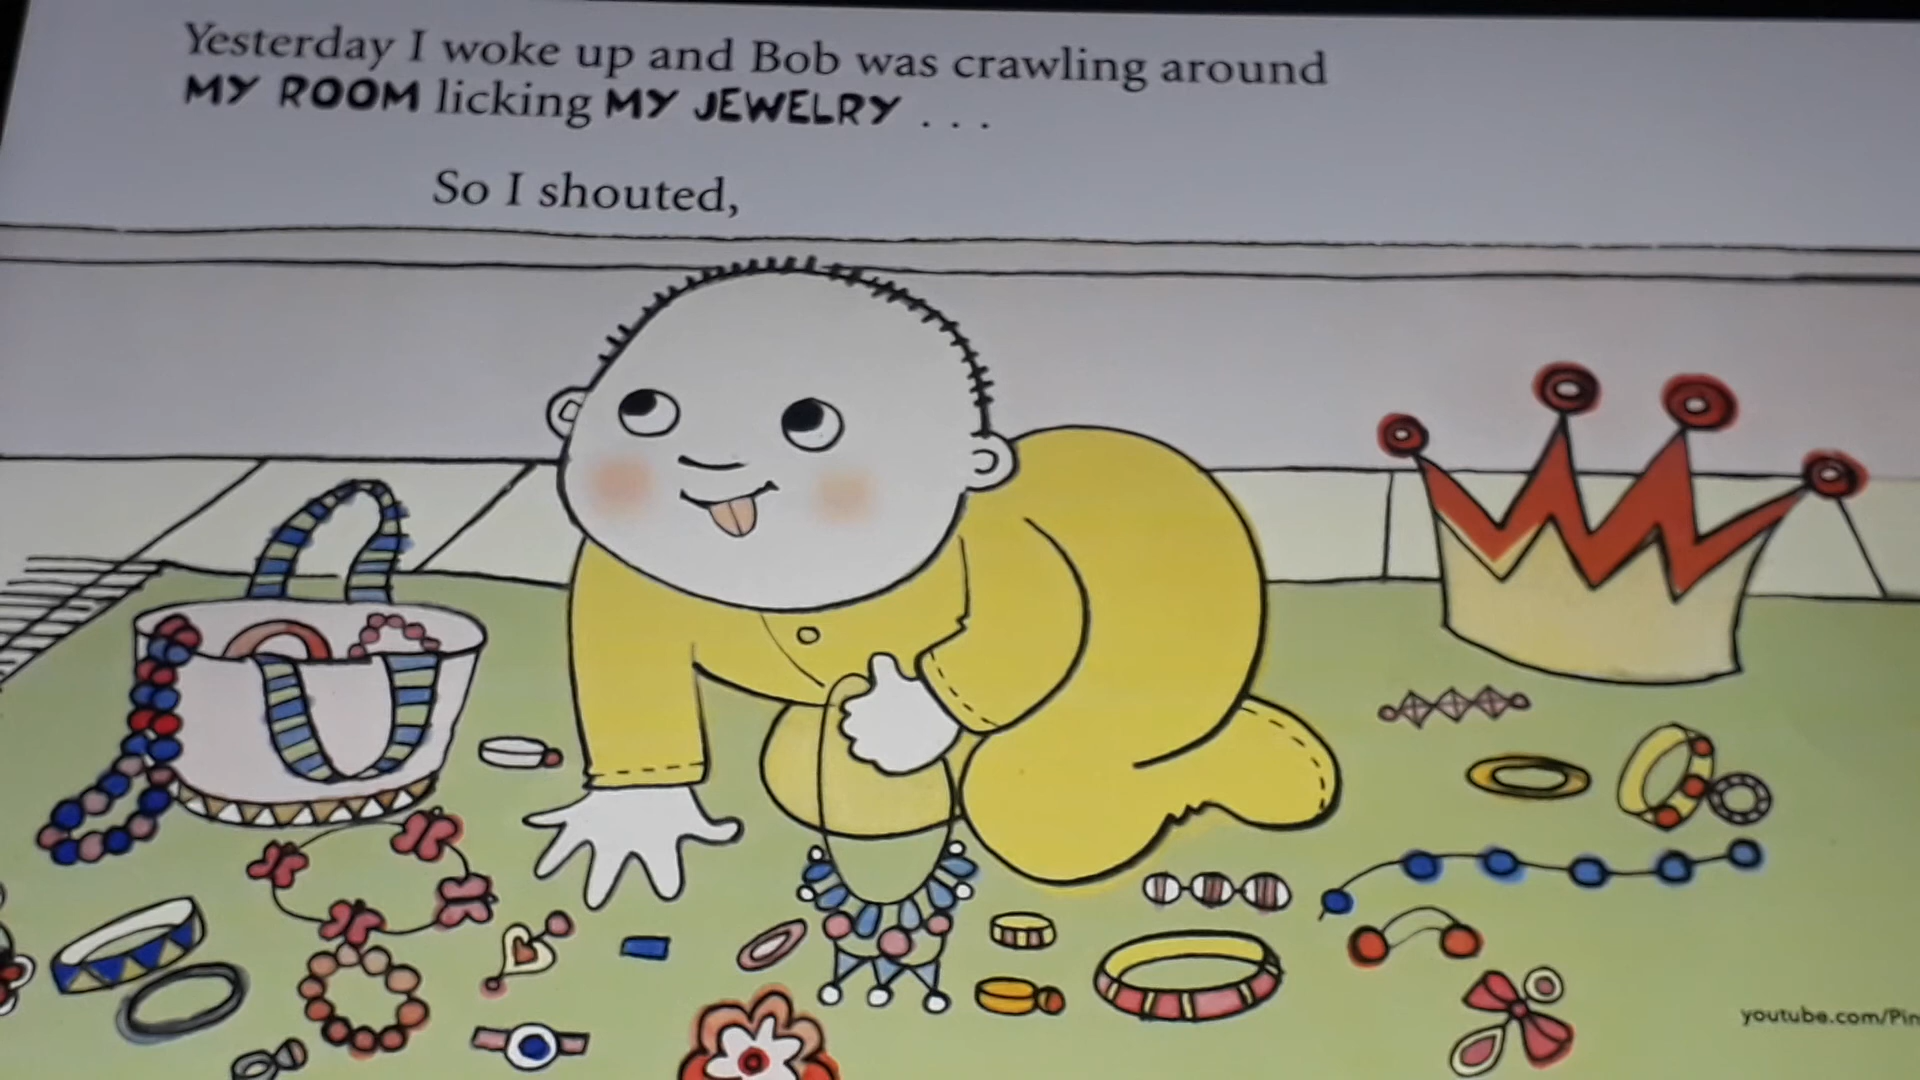 Yesterday I woke up and Bob was crawling around
MY ROOM licking MY JEWELRY . . .
So I shouted,
youtube.com/Pin